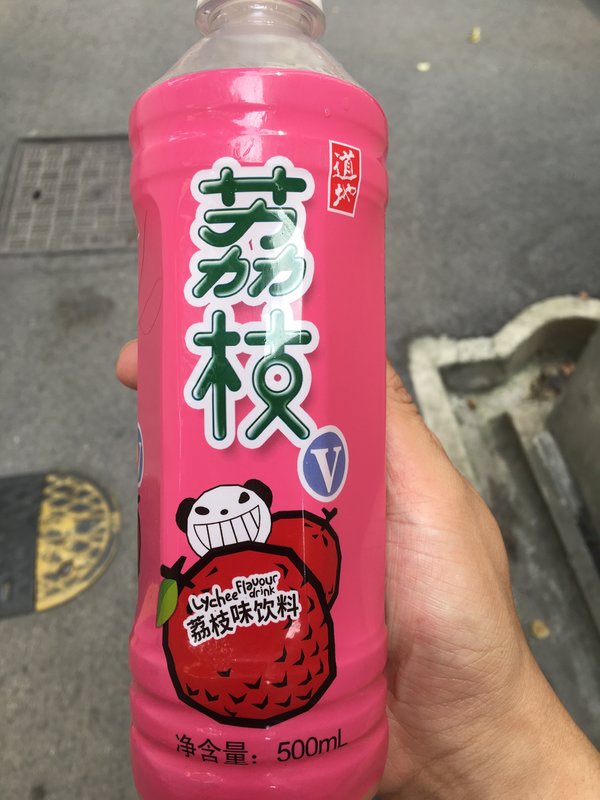 道地
荔枝
V
Lychee Flavour
drink
荔枝味饮料
净含量：500mL